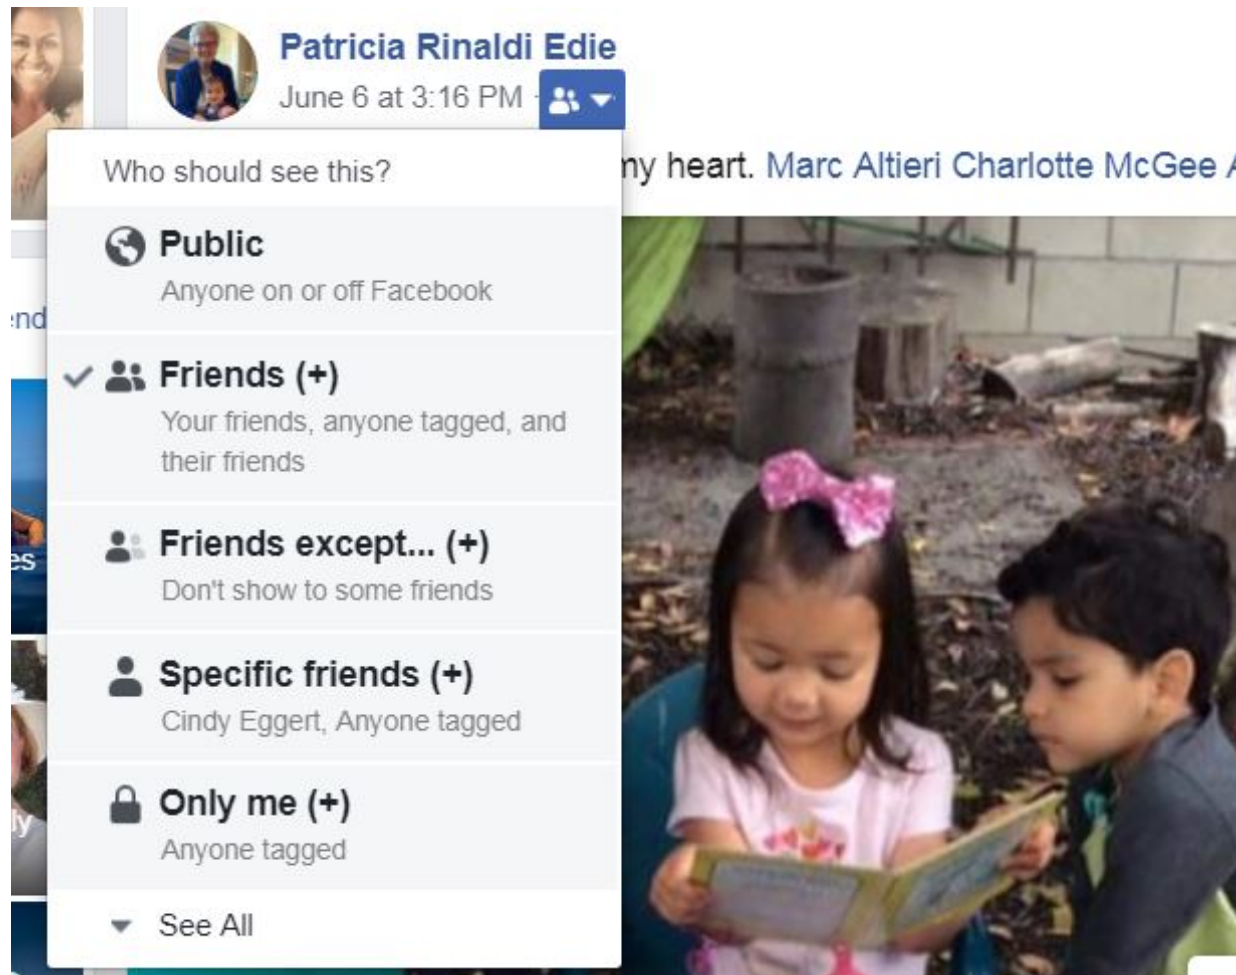 Patricia Rinaldi Edie
June 6 at 3:16 PM ·
Who should see this?
my heart. Marc Altieri Charlotte McGee
Public
Anyone on or off Facebook
Friends (+)
Your friends, anyone tagged, and
their friends
Friends except... (+)
Don't show to some friends
Specific friends (+)
Cindy Eggert, Anyone tagged
Only me (+)
Anyone tagged
See All